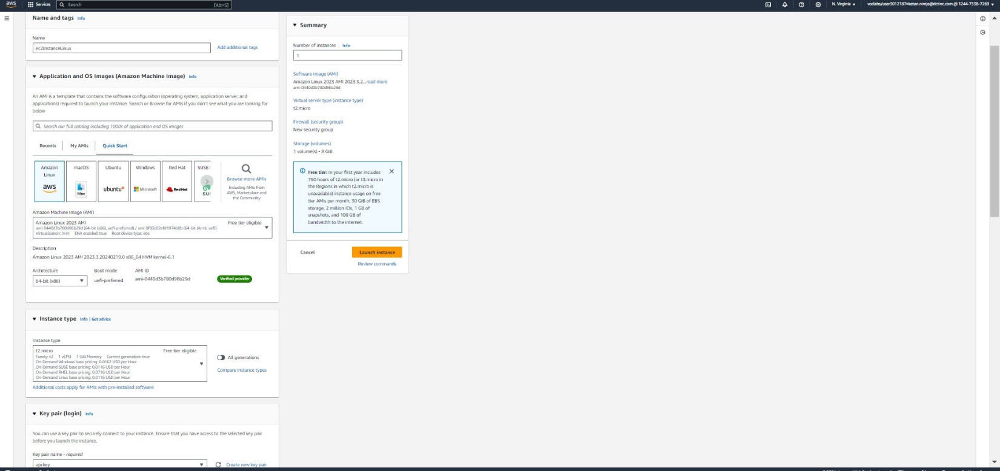 aws
Services
Search
[Alt+S]
N. Virginia
voclabs/user3012187=ketan.nimje@dctinc.com @ 1244-7338-7269
Name and tags Info
Name
ec2InstanceLinux
Add additional tags
Application and OS Images (Amazon Machine Image) Info
An AMI is a template that contains the software configuration (operating system, application server, and
applications) required to launch your instance. Search or Browse for AMIs if you don't see what you are looking for
below
Search our full catalog including 1000s of application and OS images
Recents
My AMIs
Quick Start
Amazon
Linux
aws
macOS
Mac
Ubuntu
ubuntu
Windows
Microsoft
Red Hat
Red Hat
SUSE
SUS
Browse more AMIs
Including AMIs from
AWS, Marketplace and
the Community
Amazon Machine Image (AMI)
Amazon Linux 2023 AMI
Free tier eligible
ami-0440d3b780d96b29d (64-bit (x86), uefi-preferred) / ami-0f93c02efd1974b8b (64-bit (Arm), uefi)
Virtualization: hvm ENA enabled: true Root device type: ebs
Description
Amazon Linux 2023 AMI 2023.3.20240219.0 x86_64 HVM kernel-6.1
Architecture
64-bit (x86)
Boot mode
uefi-preferred
AMI ID
ami-0440d3b780d96b29d
Verified provider
Instance type Info | Get advice
Instance type
t2.micro
Free tier eligible
Family: t2 1 vCPU 1 GiB Memory Current generation: true
On-Demand Windows base pricing: 0.0162 USD per Hour
On-Demand SUSE base pricing: 0.0116 USD per Hour
On-Demand RHEL base pricing: 0.0716 USD per Hour
On-Demand Linux base pricing: 0.0116 USD per Hour
All generations
Compare instance types
Additional costs apply for AMIs with pre-installed software
Key pair (login) Info
You can use a key pair to securely connect to your instance. Ensure that you have access to the selected key pair
before you launch the instance.
Key pair name - required
vpckey
Create new key pair
Summary
Number of instances Info
1
Software Image (AMI)
Amazon Linux 2023 AMI 2023.3.2...read more
ami-0440d3b780d96b29d
Virtual server type (instance type)
t2.micro
Firewall (security group)
New security group
Storage (volumes)
1 volume(s) - 8 GiB
Free tier: In your first year includes
750 hours of t2.micro (or t3.micro in
the Regions in which t2.micro is
unavailable) instance usage on free
tier AMIs per month, 30 GiB of EBS
storage, 2 million IOs, 1 GB of
snapshots, and 100 GB of
bandwidth to the internet.
Cancel
Launch instance
Review commands